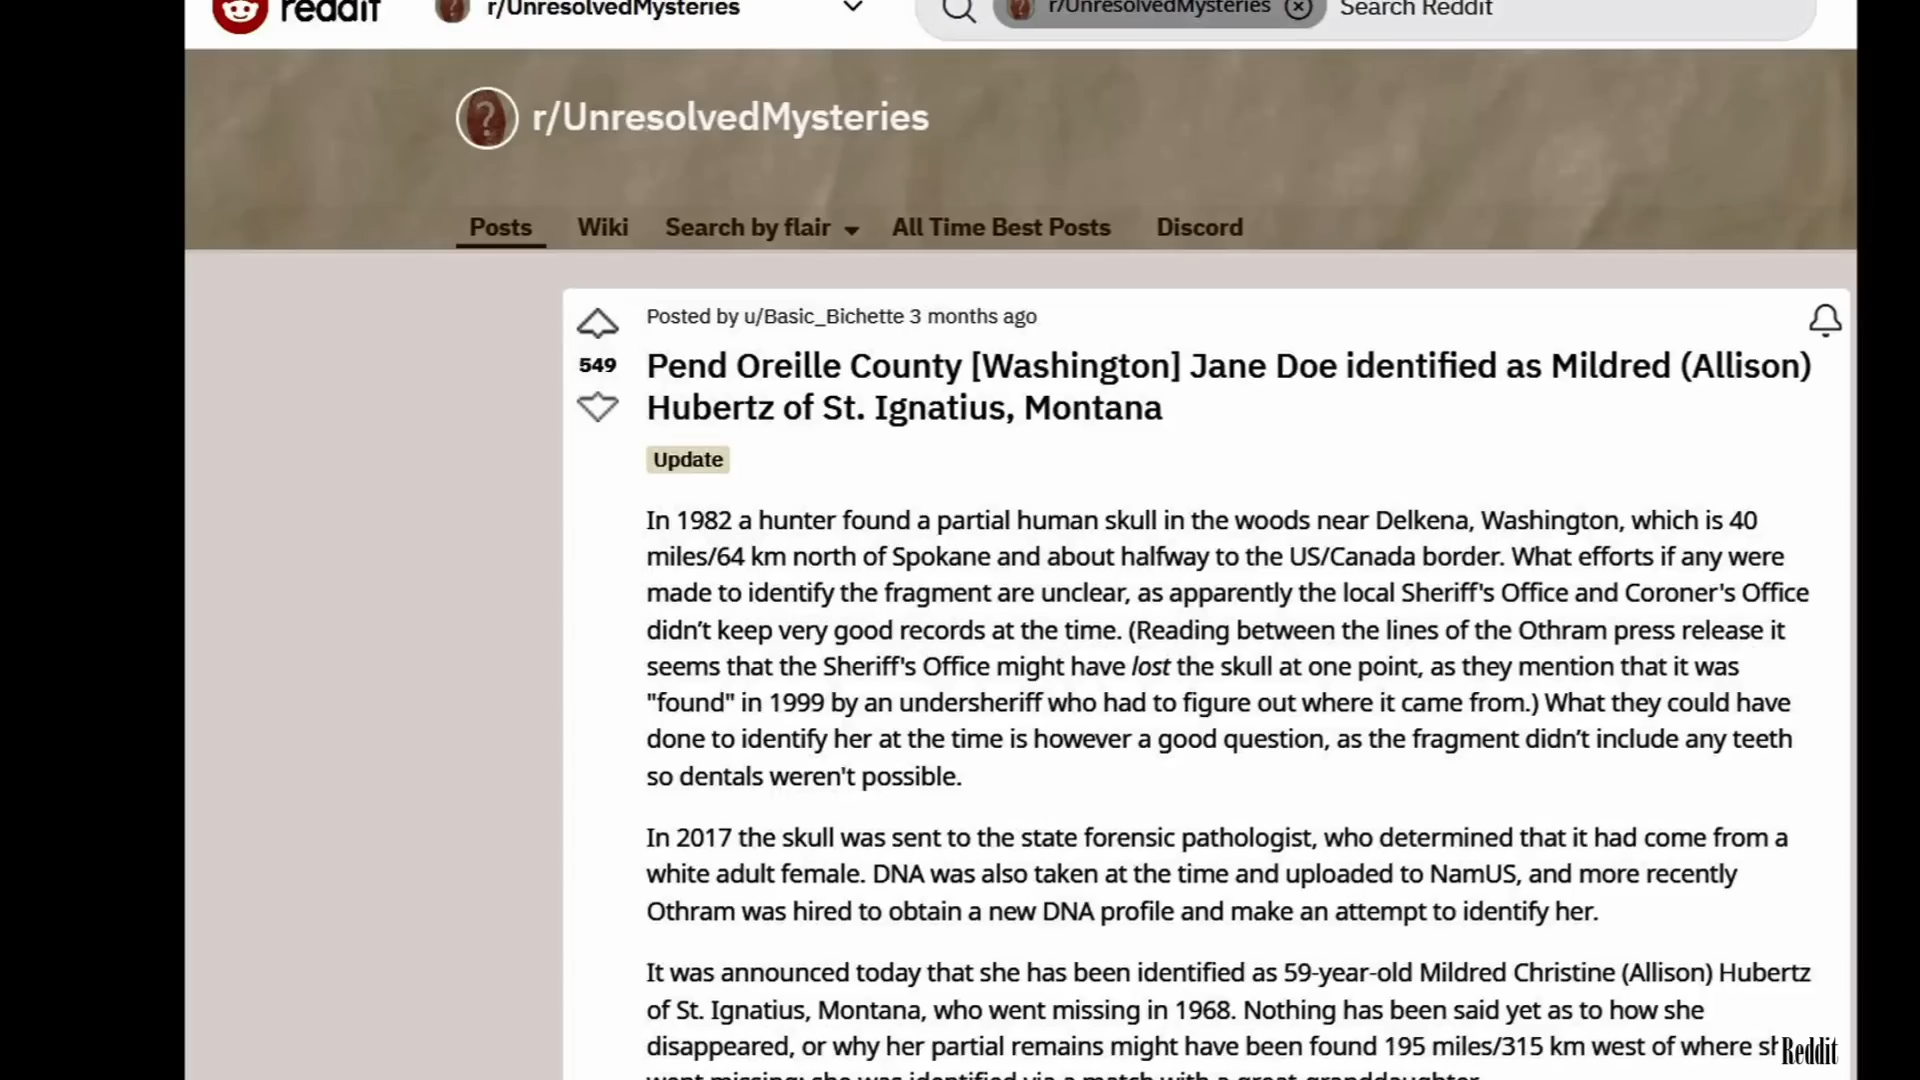 reddit
r/UnresolvedMysteries
r/UnresolvedMysteries
Search Reddit
r/UnresolvedMysteries
Posts
Wiki
Search by flair
All Time Best Posts
Discord
Posted by u/Basic_Bichette 3 months ago
549
Pend Oreille County [Washington] Jane Doe identified as Mildred (Allison)
Hubertz of St. Ignatius, Montana
Update
In 1982 a hunter found a partial human skull in the woods near Delkena, Washington, which is 40
miles/64 km north of Spokane and about halfway to the US/Canada border. What efforts if any were
made to identify the fragment are unclear, as apparently the local Sheriff's Office and Coroner's Office
didn’t keep very good records at the time. (Reading between the lines of the Othram press release it
seems that the Sheriff's Office might have lost the skull at one point, as they mention that it was
"found" in 1999 by an undersheriff who had to figure out where it came from.) What they could have
done to identify her at the time is however a good question, as the fragment didn’t include any teeth
so dentals weren't possible.
In 2017 the skull was sent to the state forensic pathologist, who determined that it had come from a
white adult female. DNA was also taken at the time and uploaded to NamUS, and more recently
Othram was hired to obtain a new DNA profile and make an attempt to identify her.
It was announced today that she has been identified as 59-year-old Mildred Christine (Allison) Hubertz
of St. Ignatius, Montana, who went missing in 1968. Nothing has been said yet as to how she
disappeared, or why her partial remains might have been found 195 miles/315 km west of where
Reddit
went missing; she was identified via a match with a great-granddaughter.